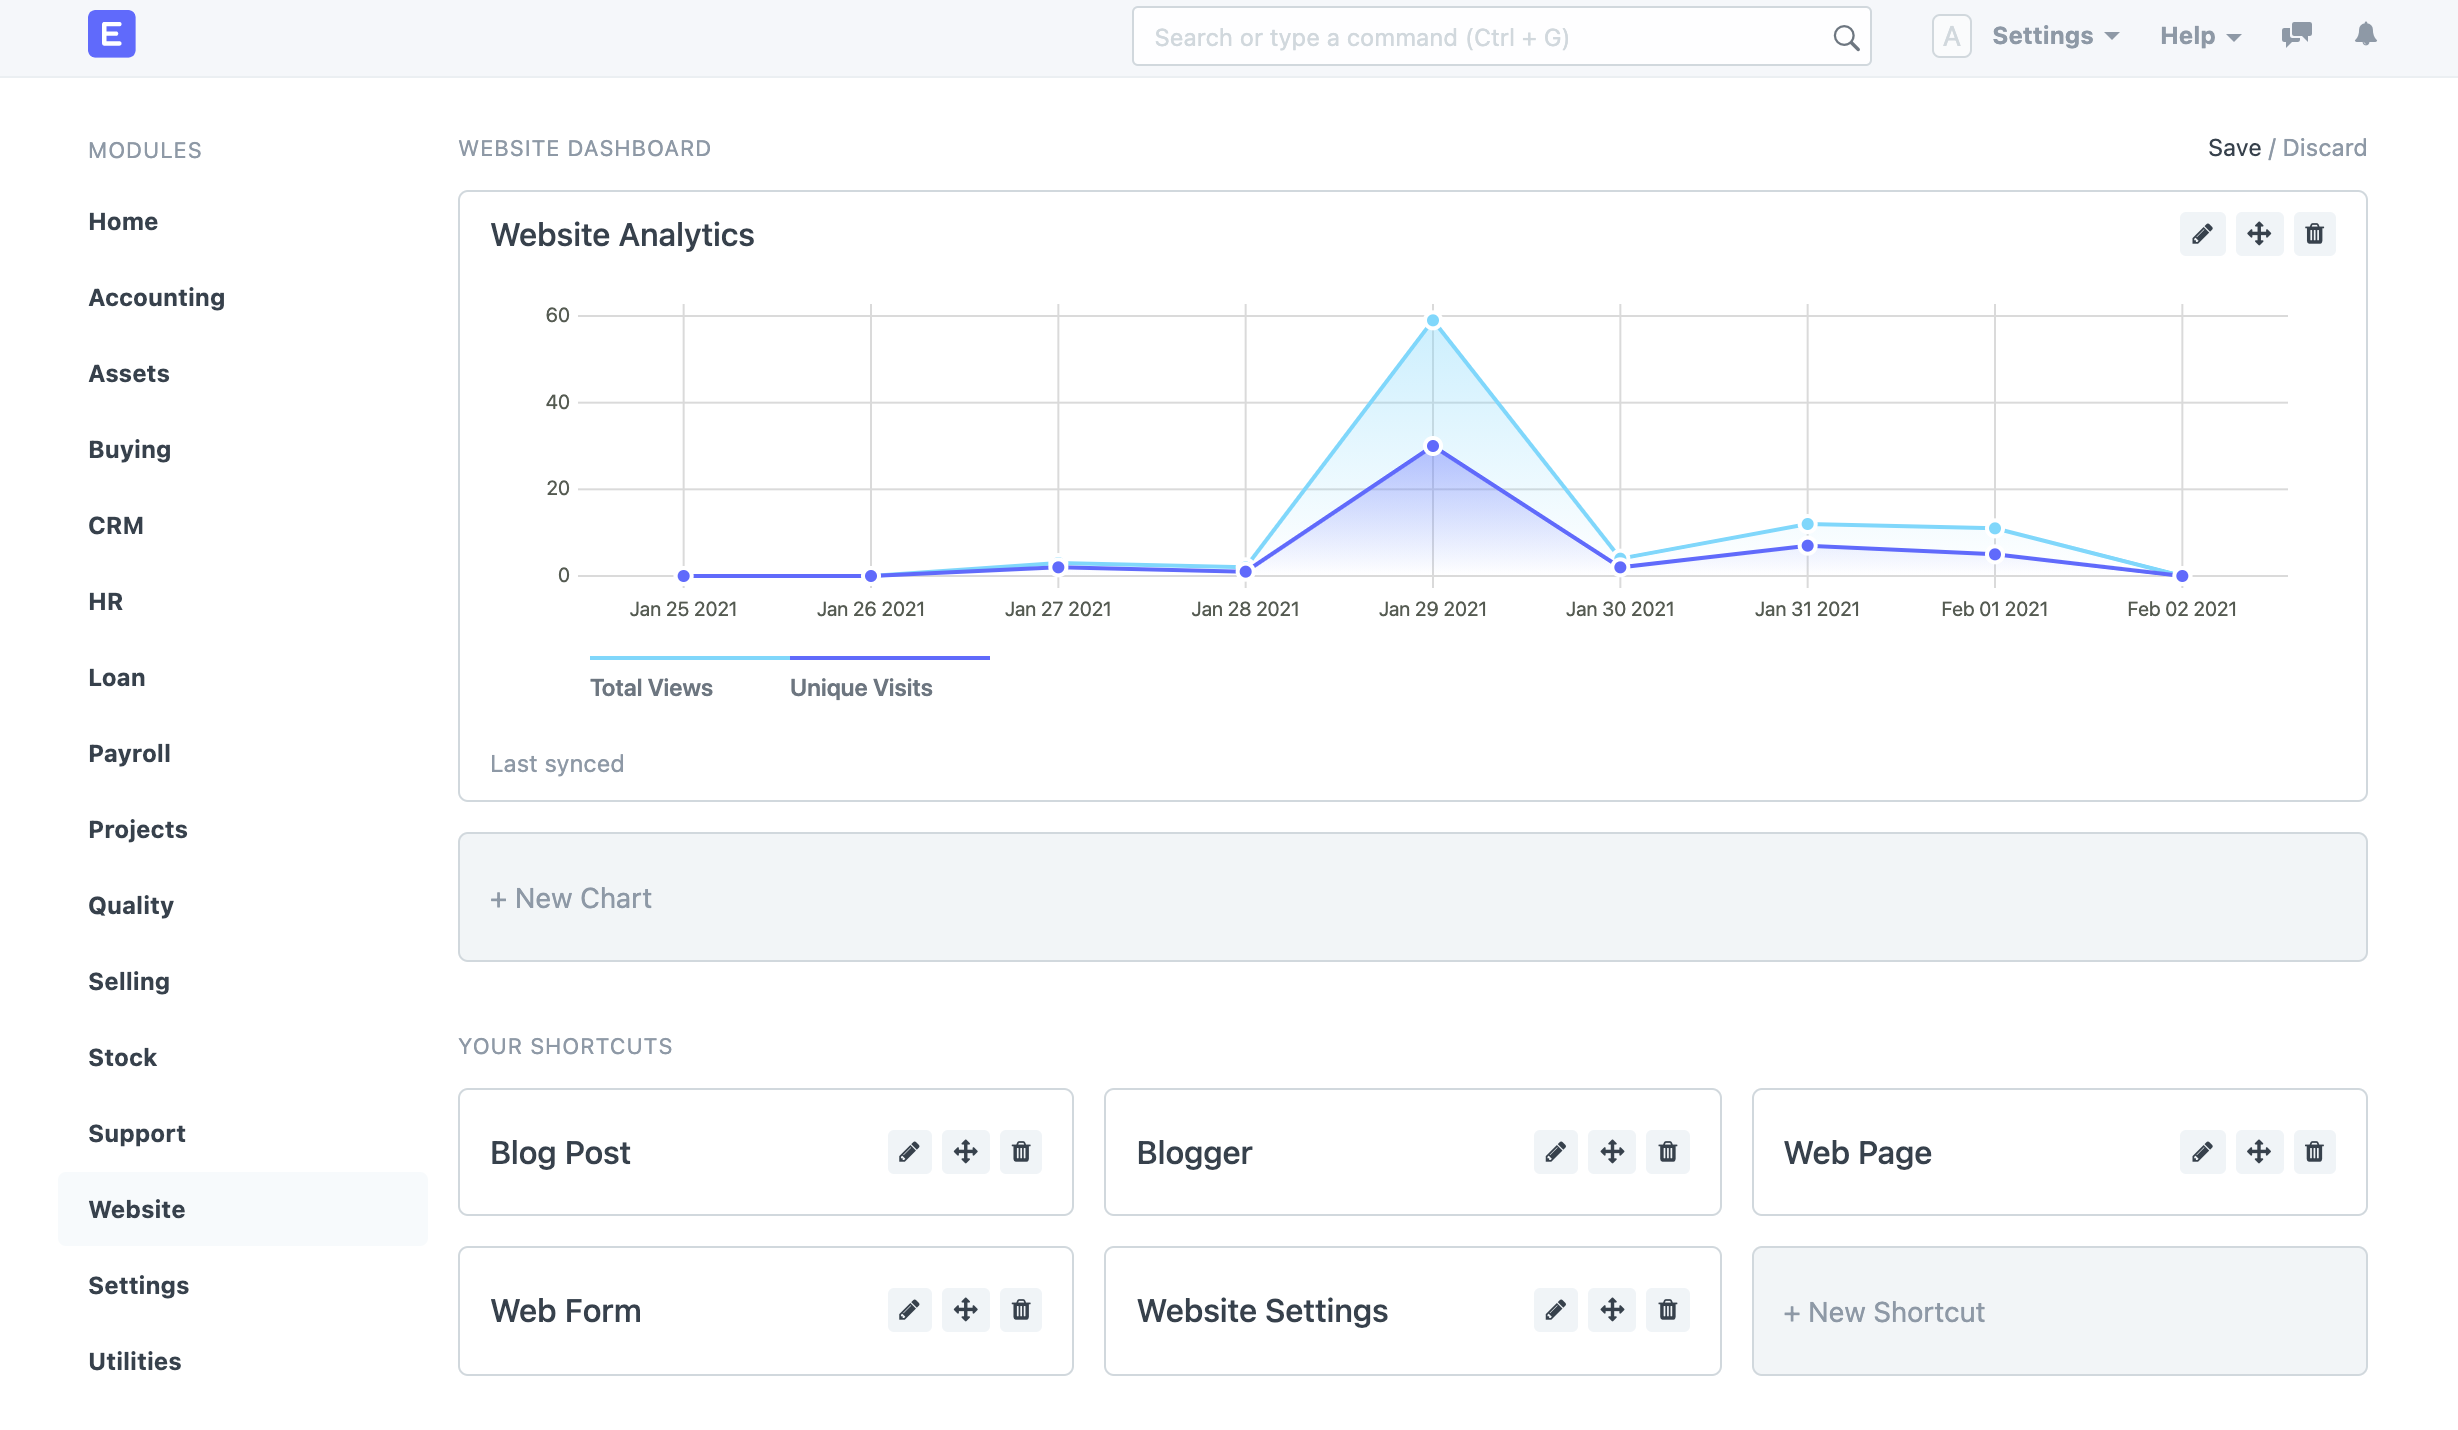 E
Search or type a command (Ctrl + G)
A
Settings
Help
MODULES
Home
Accounting
Assets
Buying
CRM
HR
Loan
Payroll
Projects
Quality
Selling
Stock
Support
Website
Settings
Utilities
WEBSITE DASHBOARD
Save / Discard
Website Analytics
60
40
20
0
Jan 25 2021
Jan 26 2021
Jan 27 2021
Jan 28 2021
Jan 29 2021
Jan 30 2021
Jan 31 2021
Feb 01 2021
Feb 02 2021
Total Views
Unique Visits
Last synced
+ New Chart
YOUR SHORTCUTS
Blog Post
Blogger
Web Page
Web Form
Website Settings
+ New Shortcut